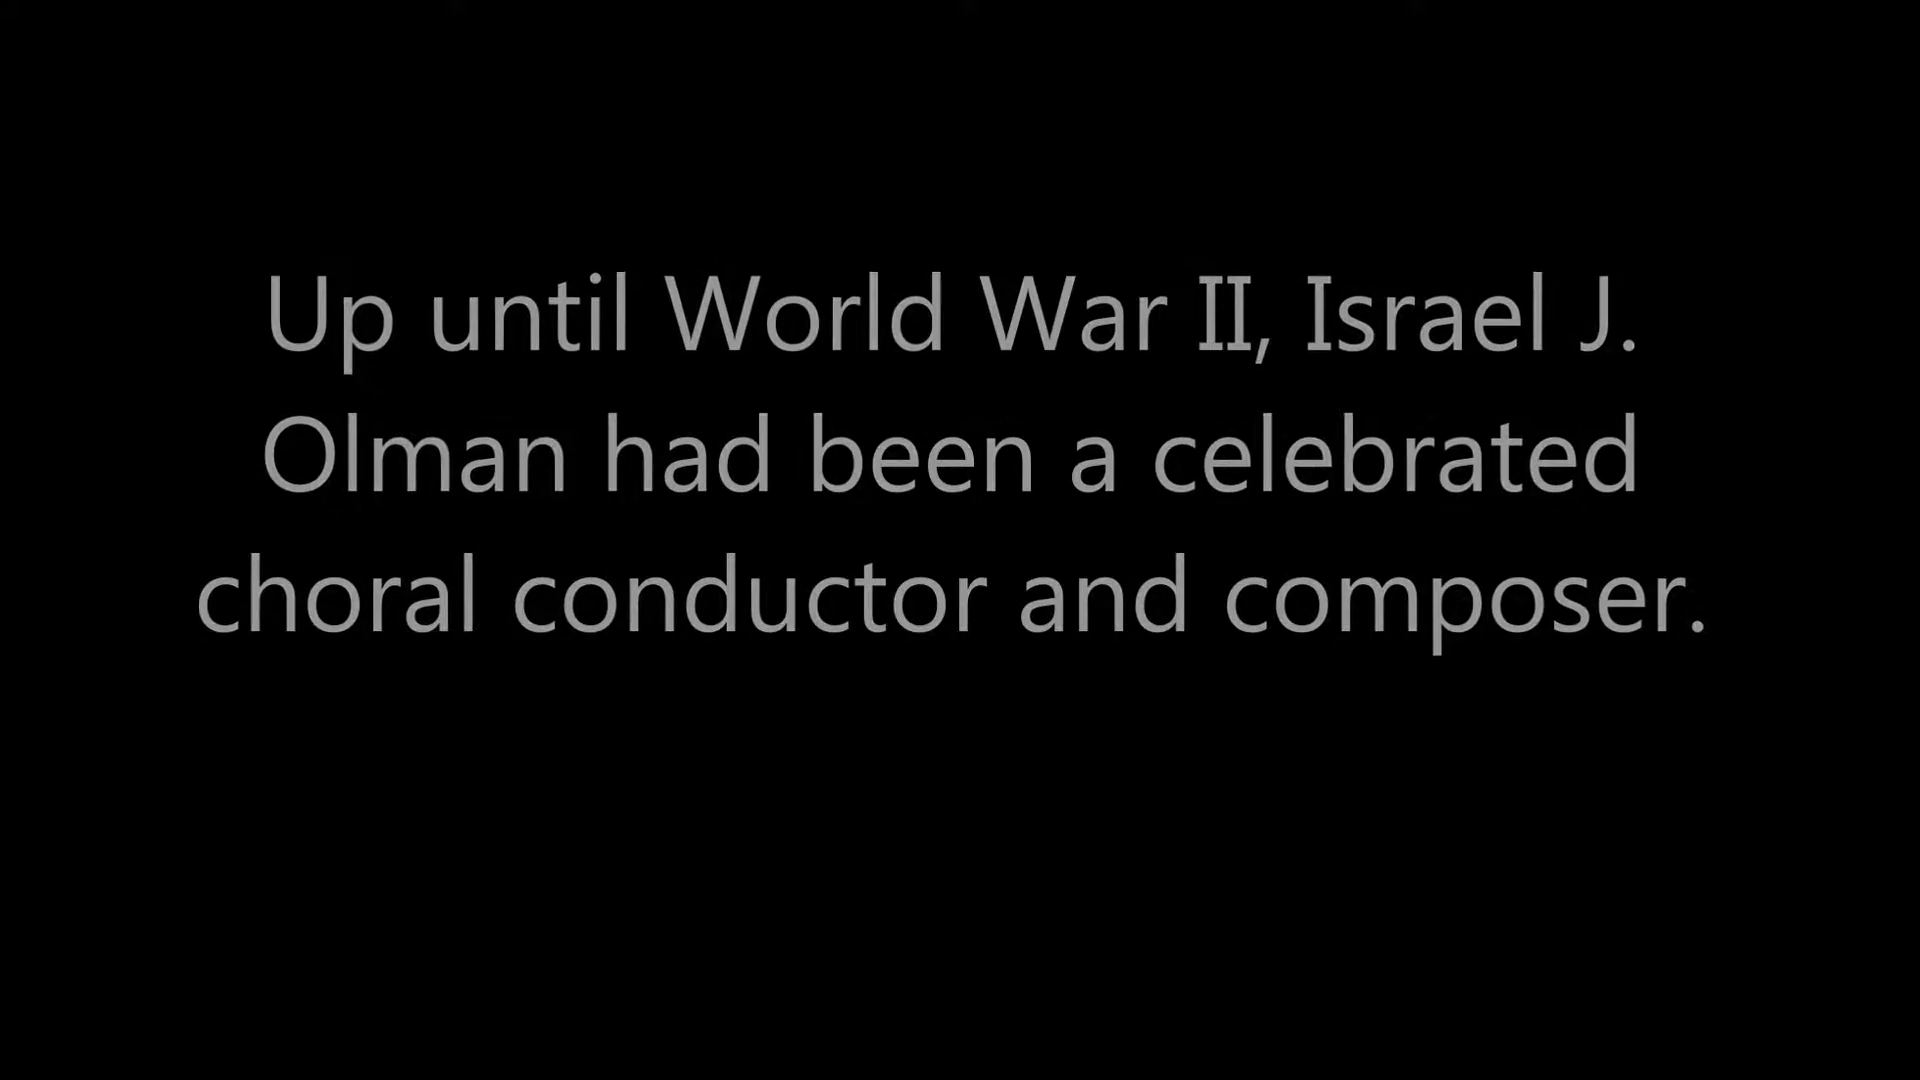 Up until World War II, Israel J.
Olman had been a celebrated
choral conductor and composer.